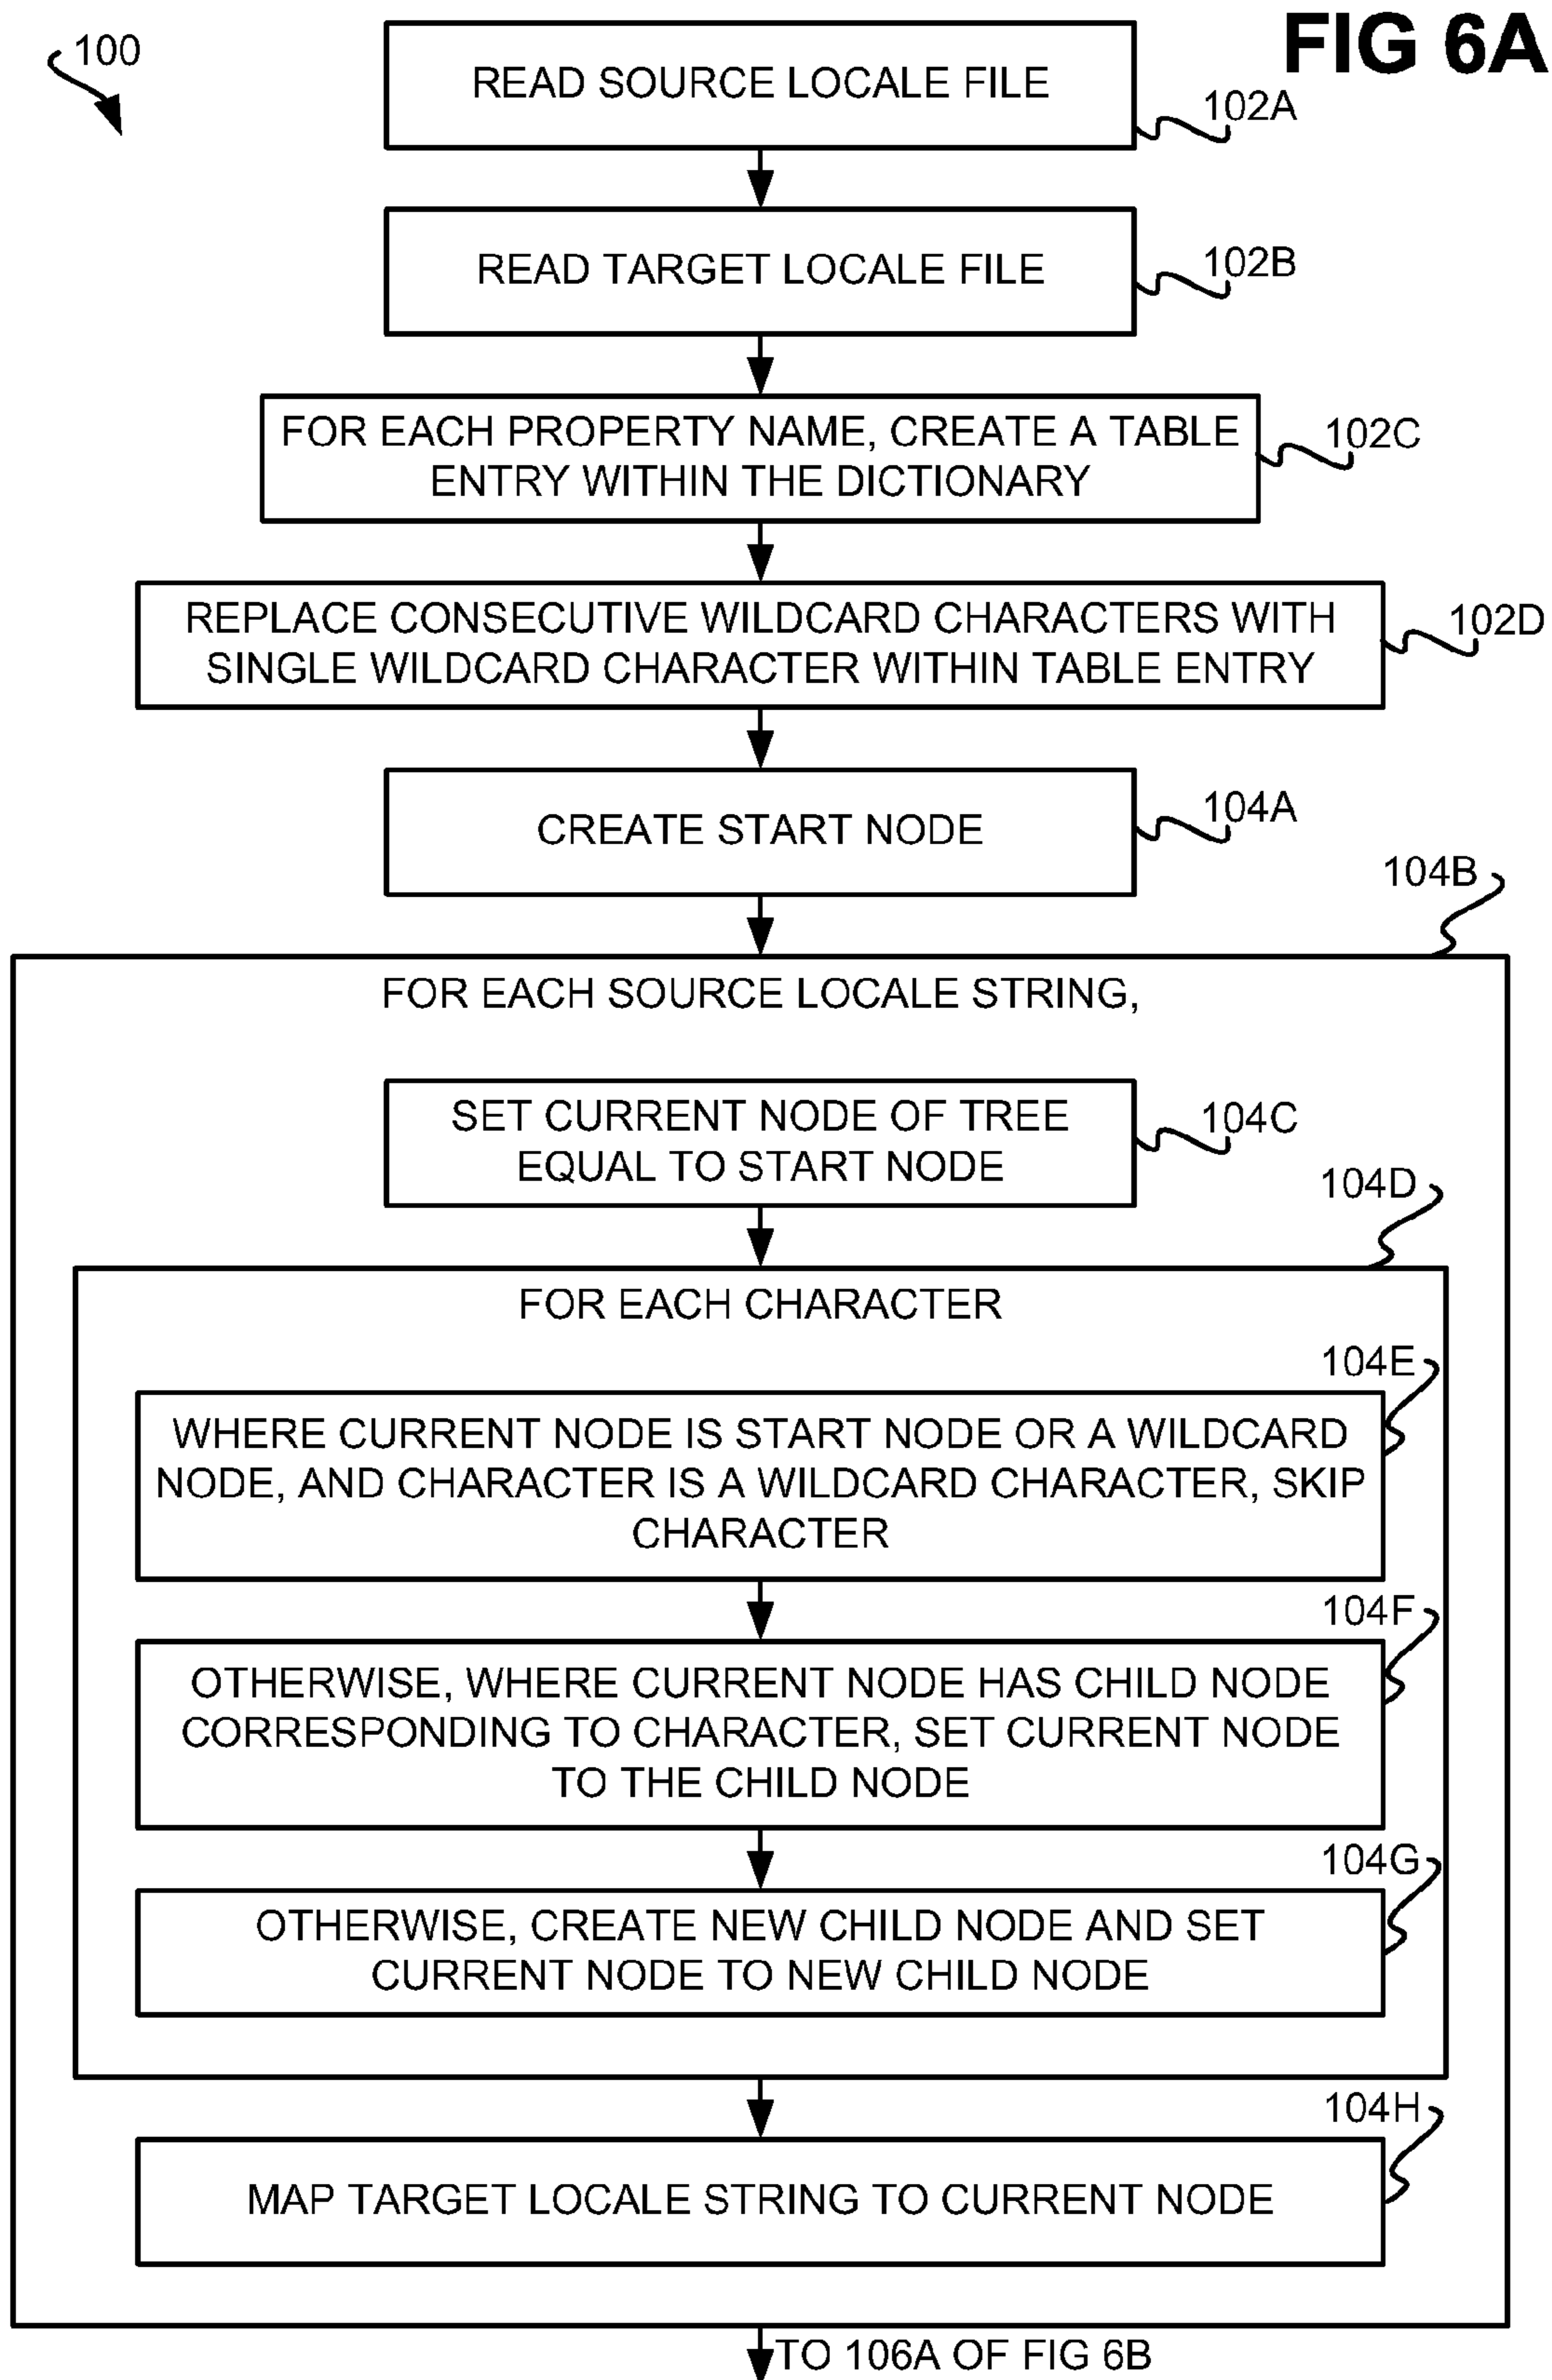 FIG 6A
100
READ SOURCE LOCALE FILE
102A
READ TARGET LOCALE FILE
102B
FOR EACH PROPERTY NAME, CREATE A TABLE
ENTRY WITHIN THE DICTIONARY
102C
REPLACE CONSECUTIVE WILDCARD CHARACTERS WITH
SINGLE WILDCARD CHARACTER WITHIN TABLE ENTRY
102D
CREATE START NODE
104A
104B
FOR EACH SOURCE LOCALE STRING,
SET CURRENT NODE OF TREE
EQUAL TO START NODE
104C
104D
FOR EACH CHARACTER
104E
WHERE CURRENT NODE IS START NODE OR A WILDCARD
NODE, AND CHARACTER IS A WILDCARD CHARACTER, SKIP
CHARACTER
104F
OTHERWISE, WHERE CURRENT NODE HAS CHILD NODE
CORRESPONDING TO CHARACTER, SET CURRENT NODE
TO THE CHILD NODE
104G
OTHERWISE, CREATE NEW CHILD NODE AND SET
CURRENT NODE TO NEW CHILD NODE
104H
MAP TARGET LOCALE STRING TO CURRENT NODE
TO 106A OF FIG 6B